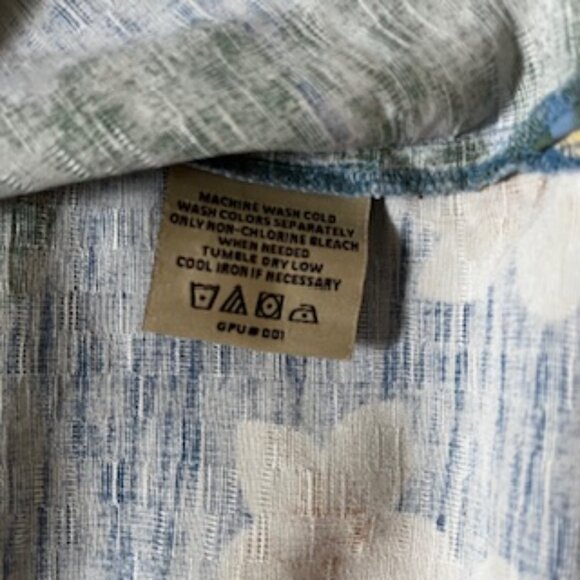 MACHINE WASH COLD
WASH COLORS SEPARATELY
ONLY NON-CHLORINE BLEACH
WHEN NEEDED
TUMBLE DRY LOW
COOL IRON IF NECESSARY
GPU# 001